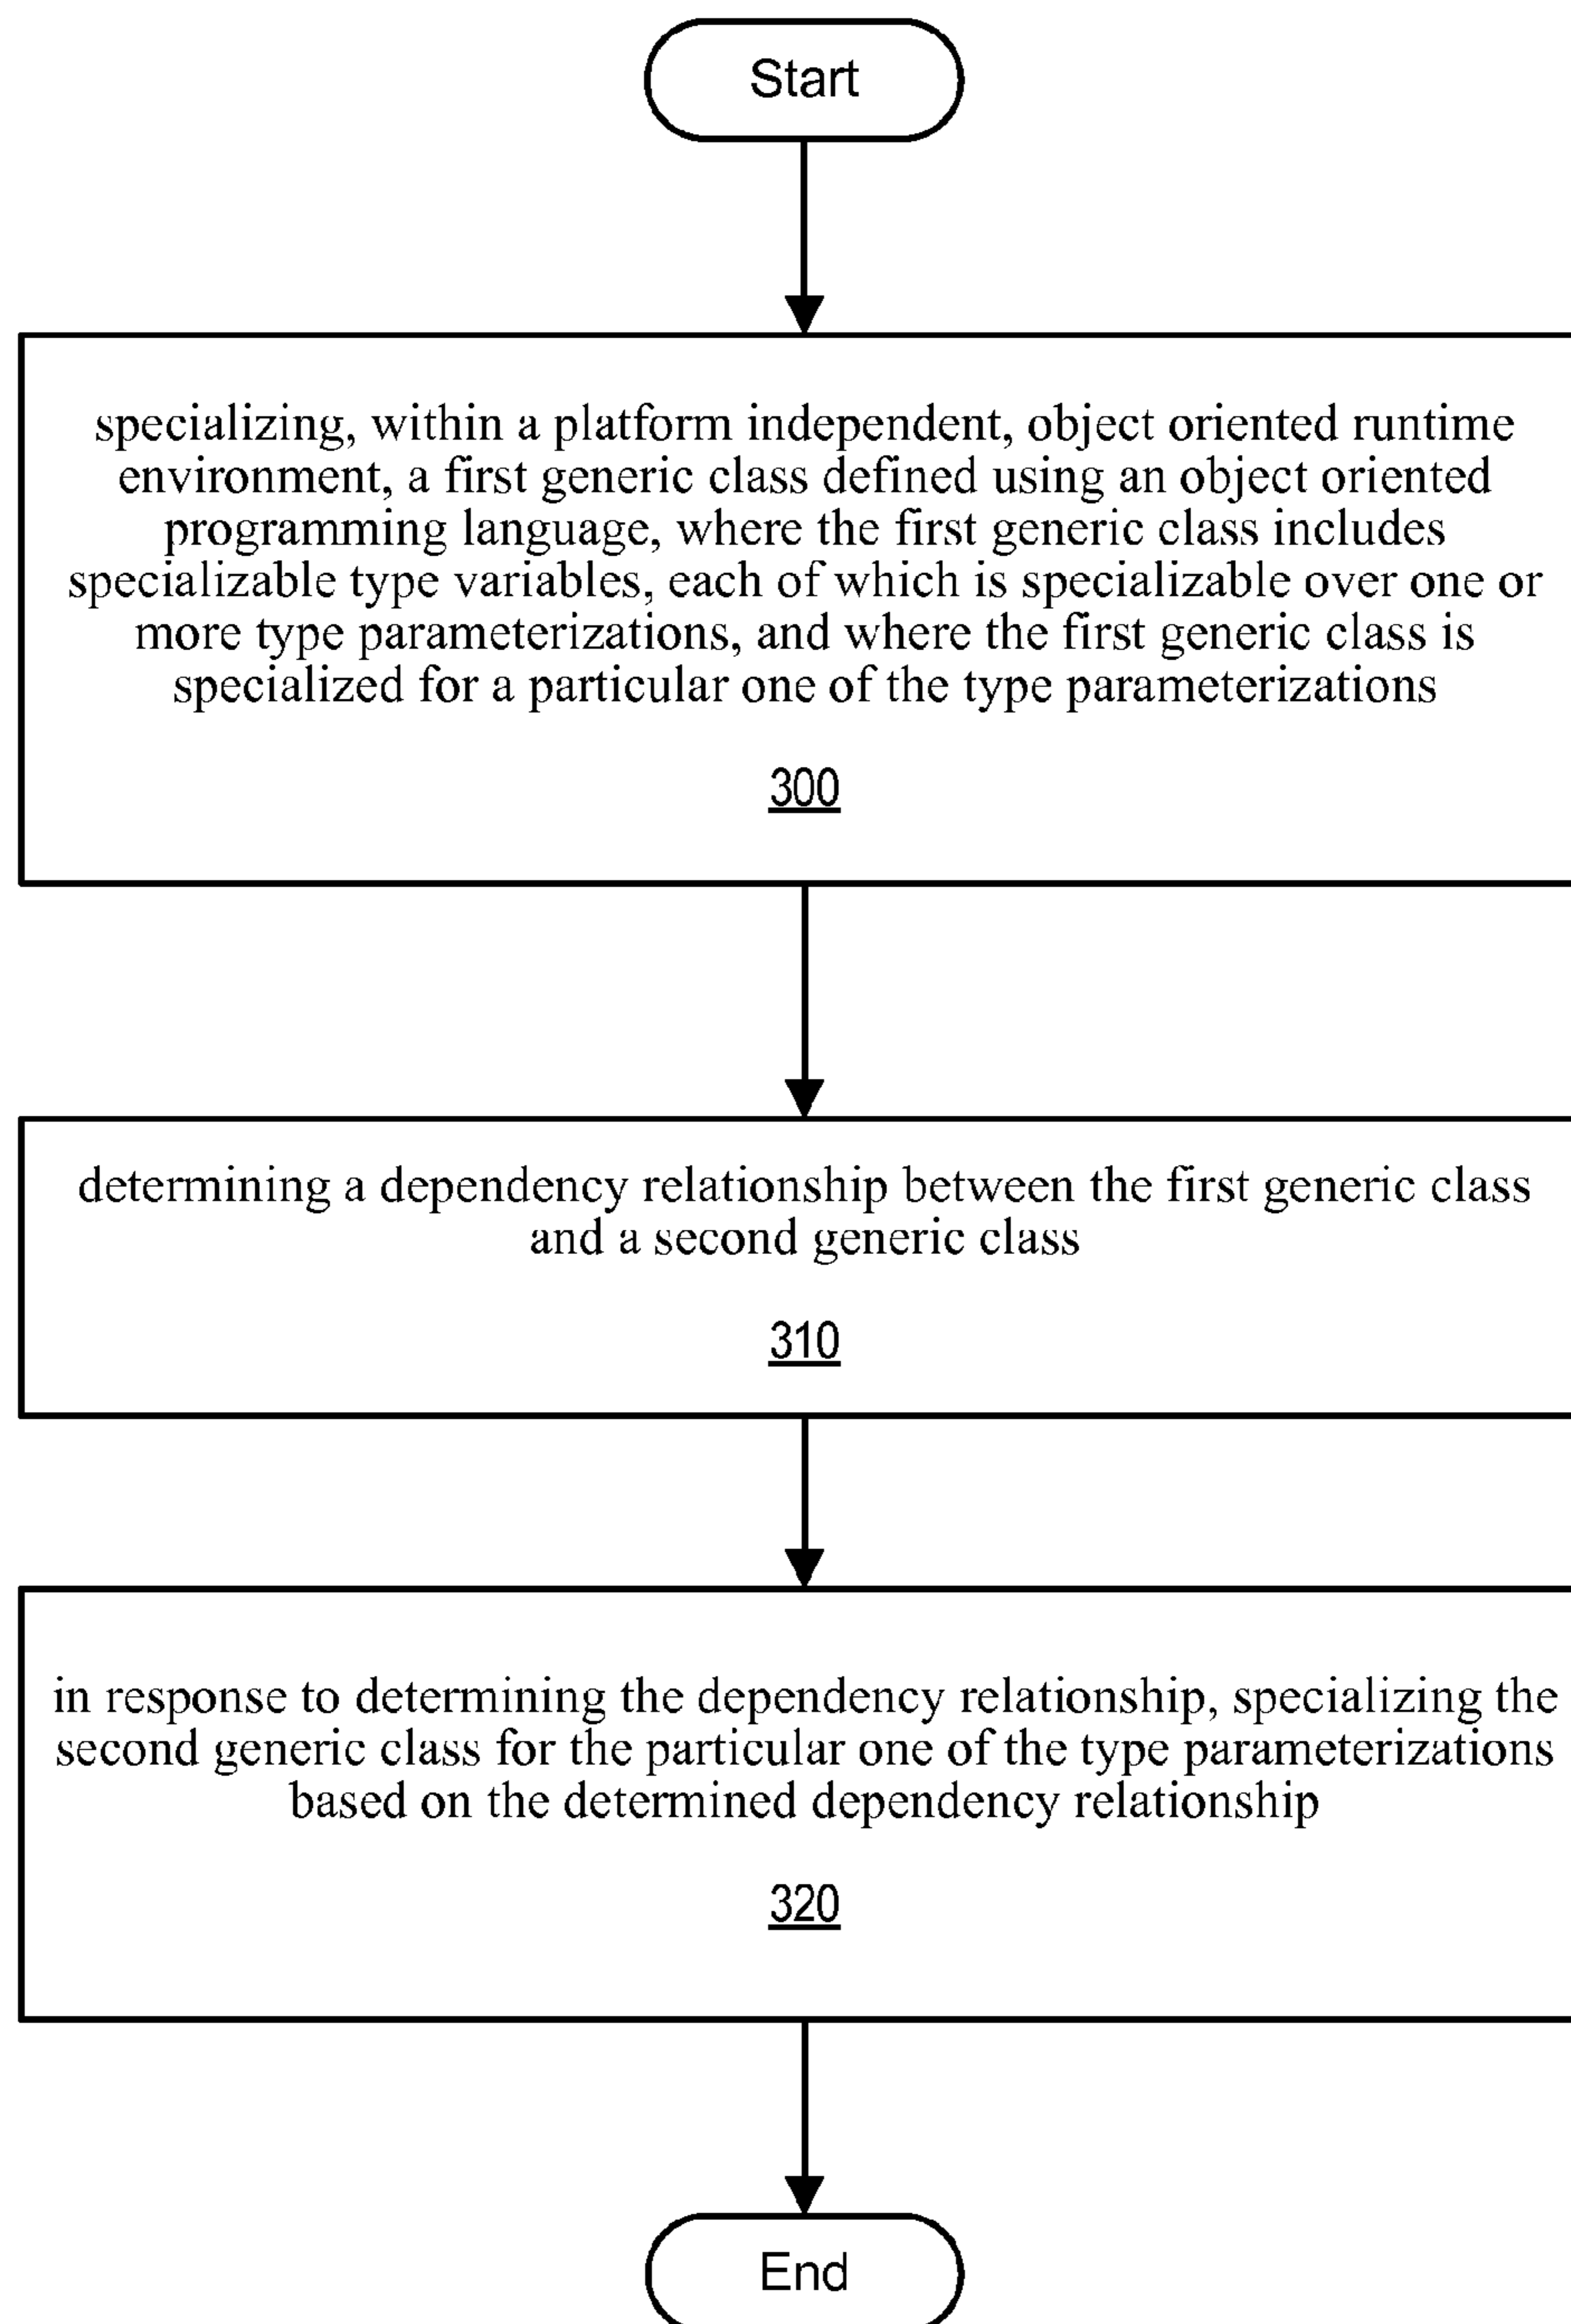 Start
specializing, within a platform independent, object oriented runtime
environment, a first generic class defined using an object oriented
programming language, where the first generic class includes
specializable type variables, each of which is specializable over one or
more type parameterizations, and where the first generic class is
specialized for a particular one of the type parameterizations
300
determining a dependency relationship between the first generic class
and a second generic class
310
in response to determining the dependency relationship, specializing the
second generic class for the particular one of the type parameterizations
based on the determined dependency relationship
320
End